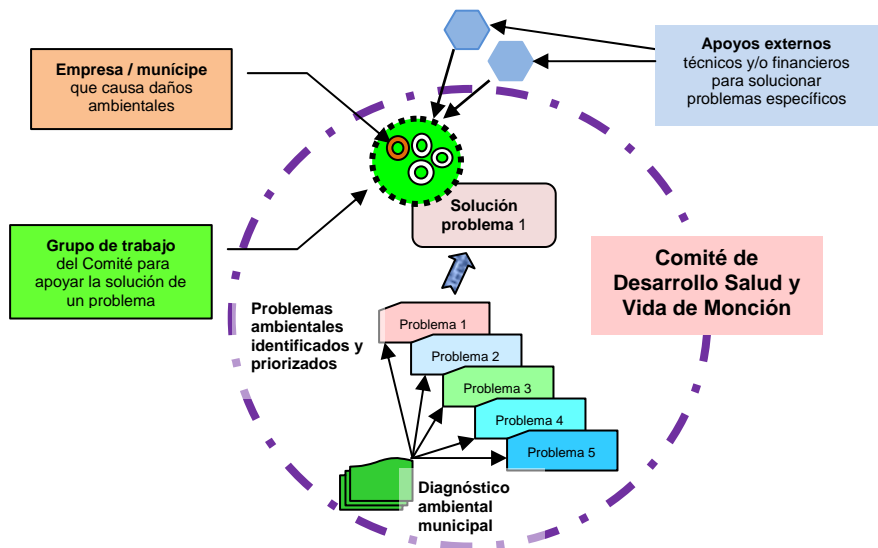 Empresa / munícipe
que causa daños
ambientales
Apoyos externos
técnicos y/o financieros
para solucionar
problemas específicos
Solución
problema 1
Grupo de trabajo
del Comité para
apoyar la solución de
un problema
Comité de
Desarrollo Salud y
Vida de Monción
Problemas
ambientales
identificados y
priorizados
Problema 1
Problema 2
Problema 3
Problema 4
Problema 5
Diagnóstico
ambiental
municipal